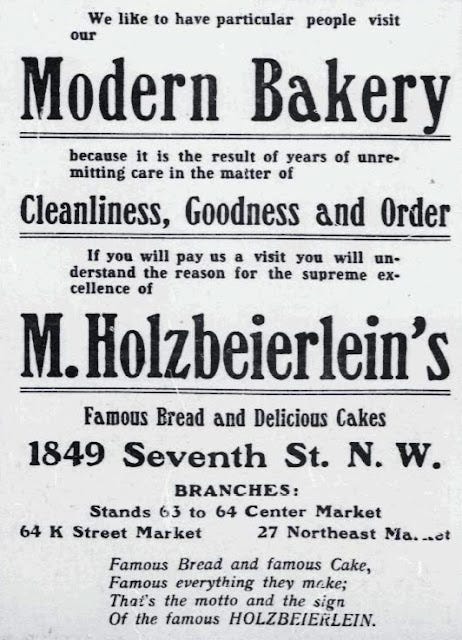 We like to have particular people visit
our
Modern Bakery
because it is the result of years of unre-
mitting care in the matter of
Cleanliness, Goodness and Order
If you will pay us a visit you will un-
derstand the reason for the supreme ex-
cellence of
M. Holzbeierlein's
Famous Bread and Delicious Cakes
1849 Seventh St. N. W.
BRANCHES:
Stands 63 to 64 Center Market
64 K Street Market 27 Northeast Market
Famous Bread and famous Cake,
Famous everything they make;
That's the motto and the sign
Of the famous HOLZBEIERLEIN.